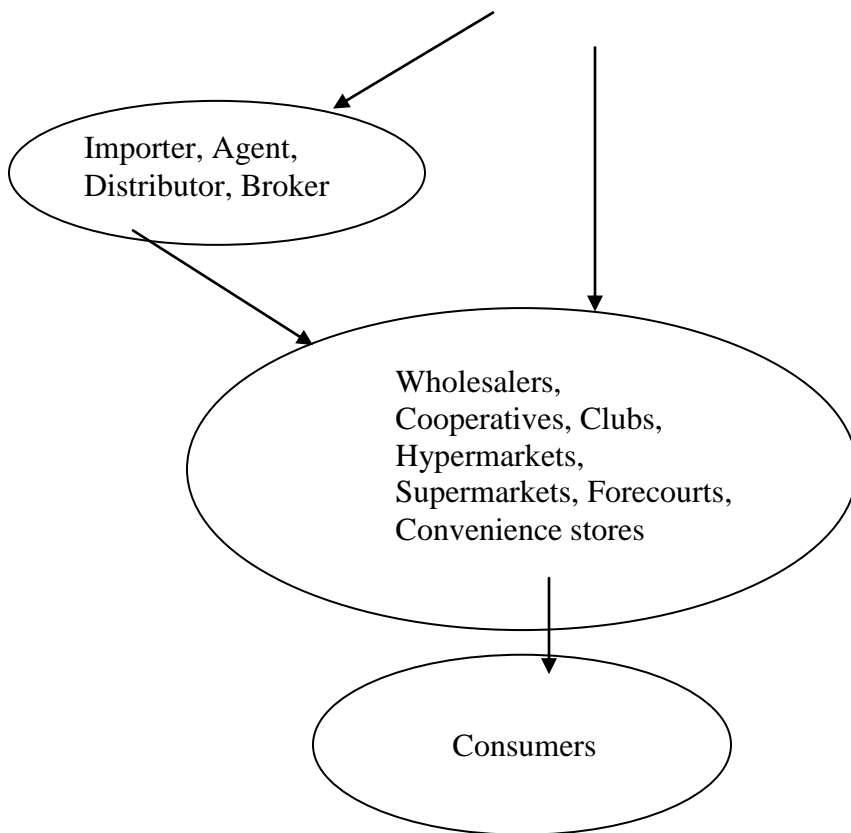 Importer, Agent,
Distributor, Broker
Wholesalers,
Cooperatives, Clubs,
Hypermarkets,
Supermarkets, Forecourts,
Convenience stores
Consumers